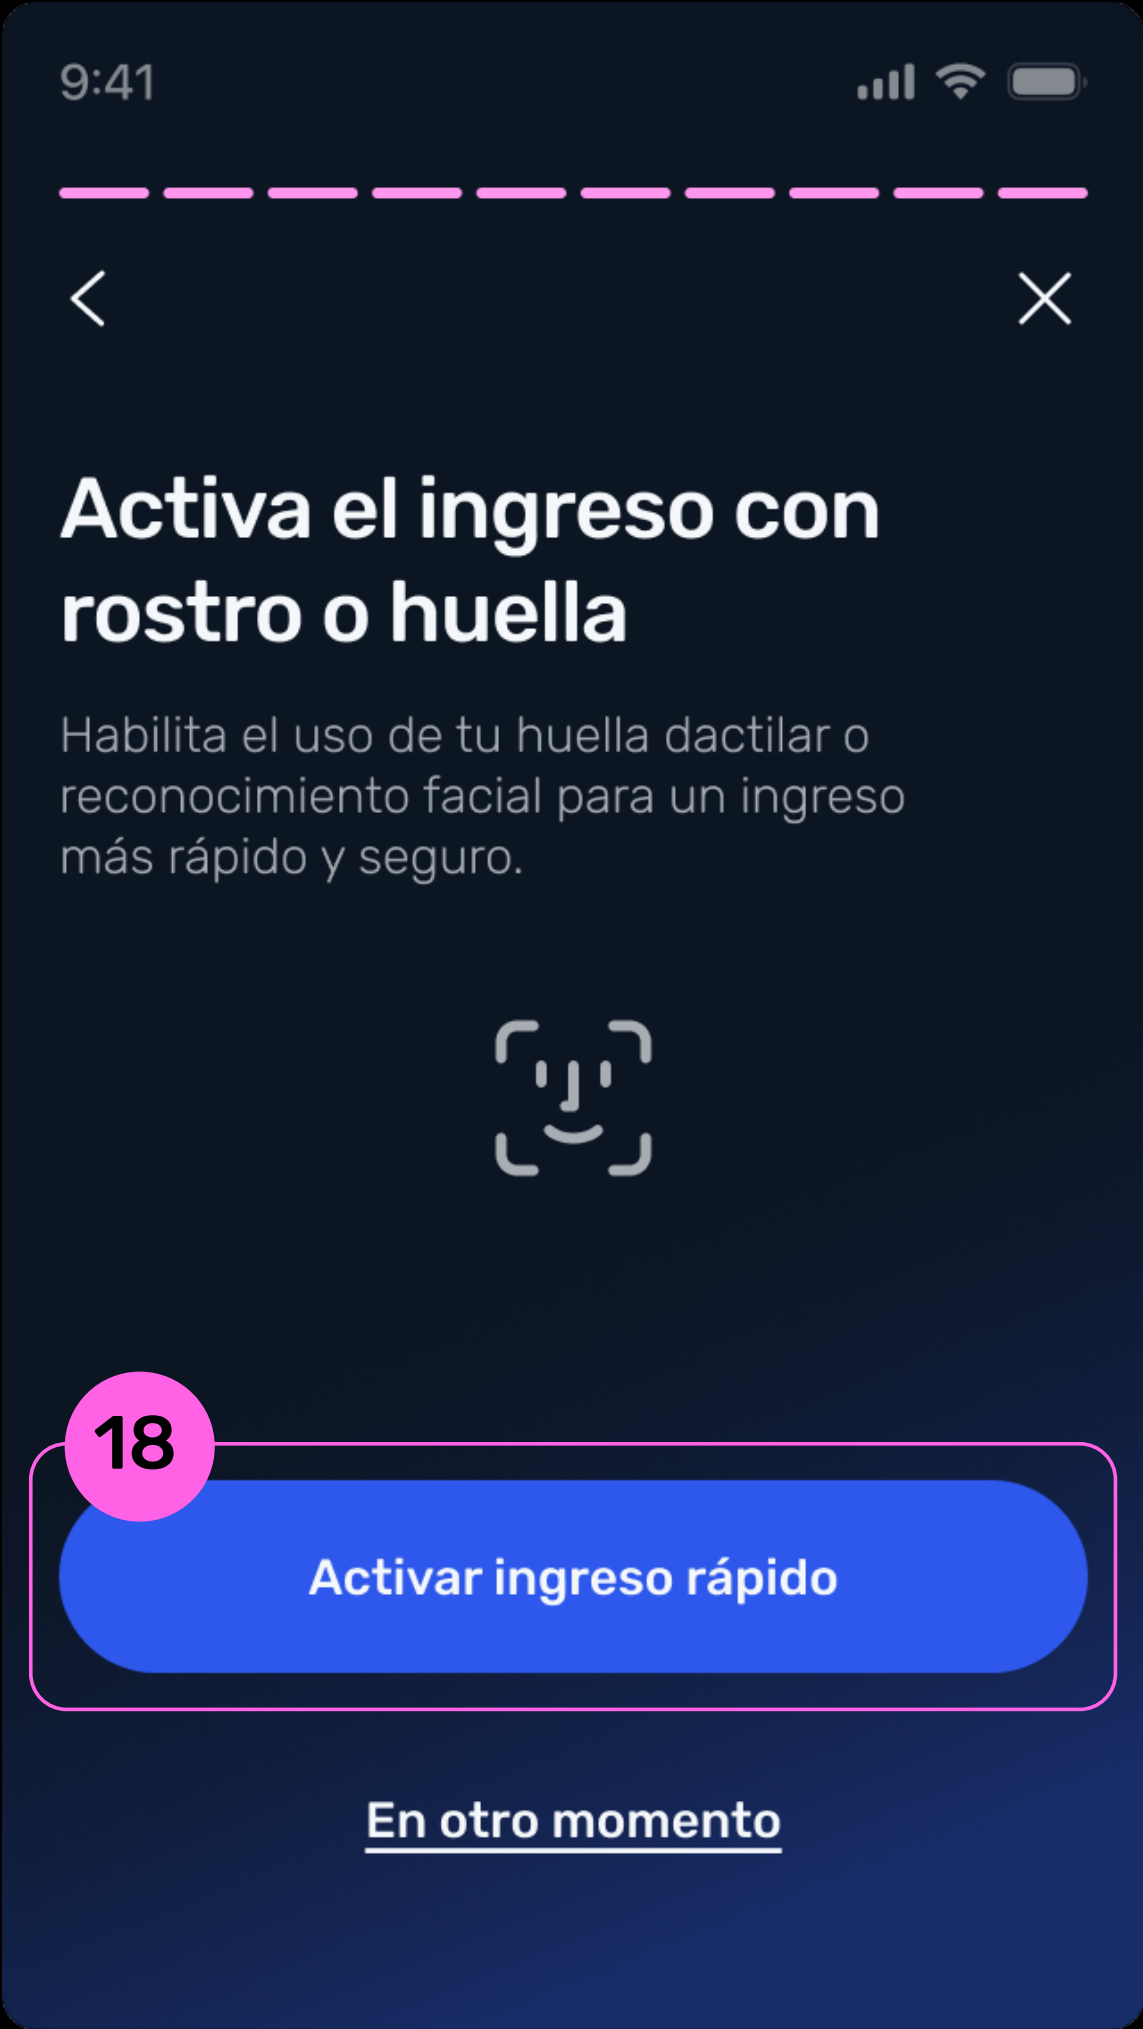 9:41
Activa el ingreso con
rostro o huella
Habilita el uso de tu huella dactilar o
reconocimiento facial para un ingreso
más rápido y seguro.
18
Activar ingreso rápido
En otro momento